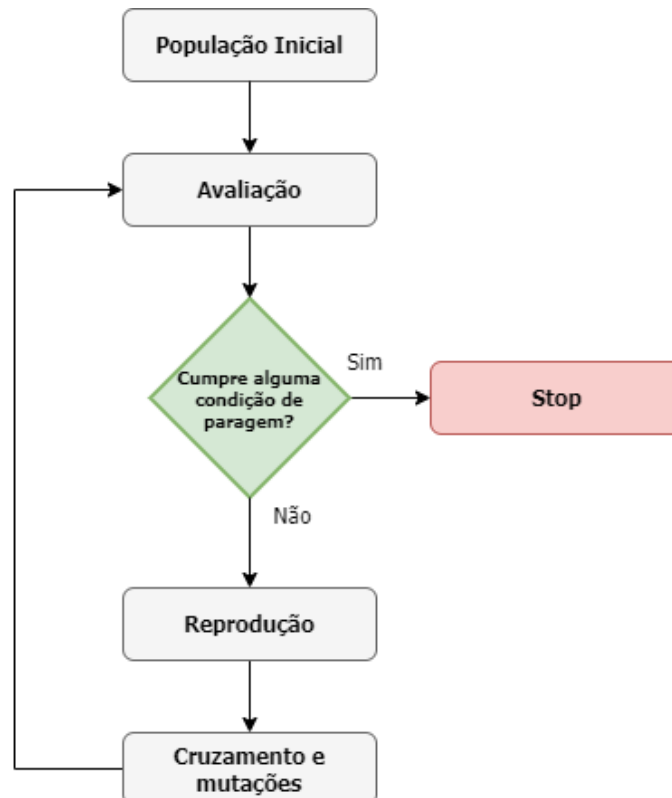 População Inicial
Avaliação
Cumpre alguma
condição de
paragem?
Sim
Stop
Não
Reprodução
Cruzamento e
mutações